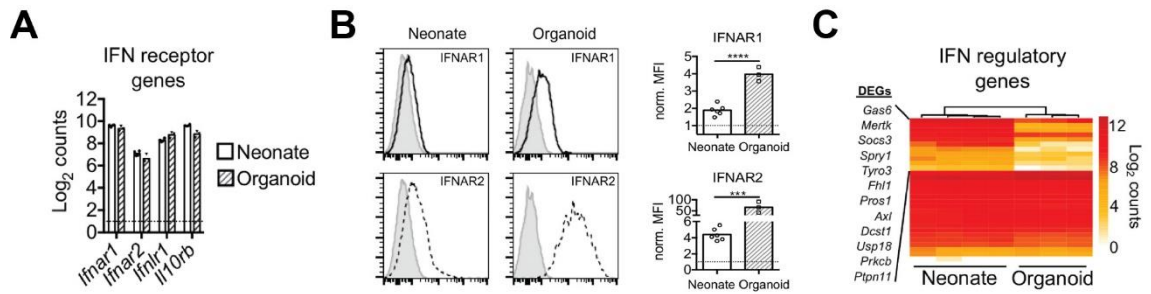 A
IFN receptor
genes
Log2 counts
12
10
8
6
4
2
0
Ifnar1
Ifnar2
Ifnlr1
Il10rb
Neonate
Organoid
B
Neonate
Organoid
IFNAR1
IFNAR1
IFNAR2
IFNAR2
IFNAR1
norm. MFI
5
4
3
2
1
****
Neonate Organoid
IFNAR2
norm. MFI
100
50
6
4
2
0
***
Neonate Organoid
C
IFN regulatory
genes
DEGs
Gas6
Mertk
Socs3
Spry1
Tyro3
Fhl1
Pros1
Axl
Dcst1
Usp18
Prkcb
Ptpn11
Neonate
Organoid
12
8
4
0
Log2 counts